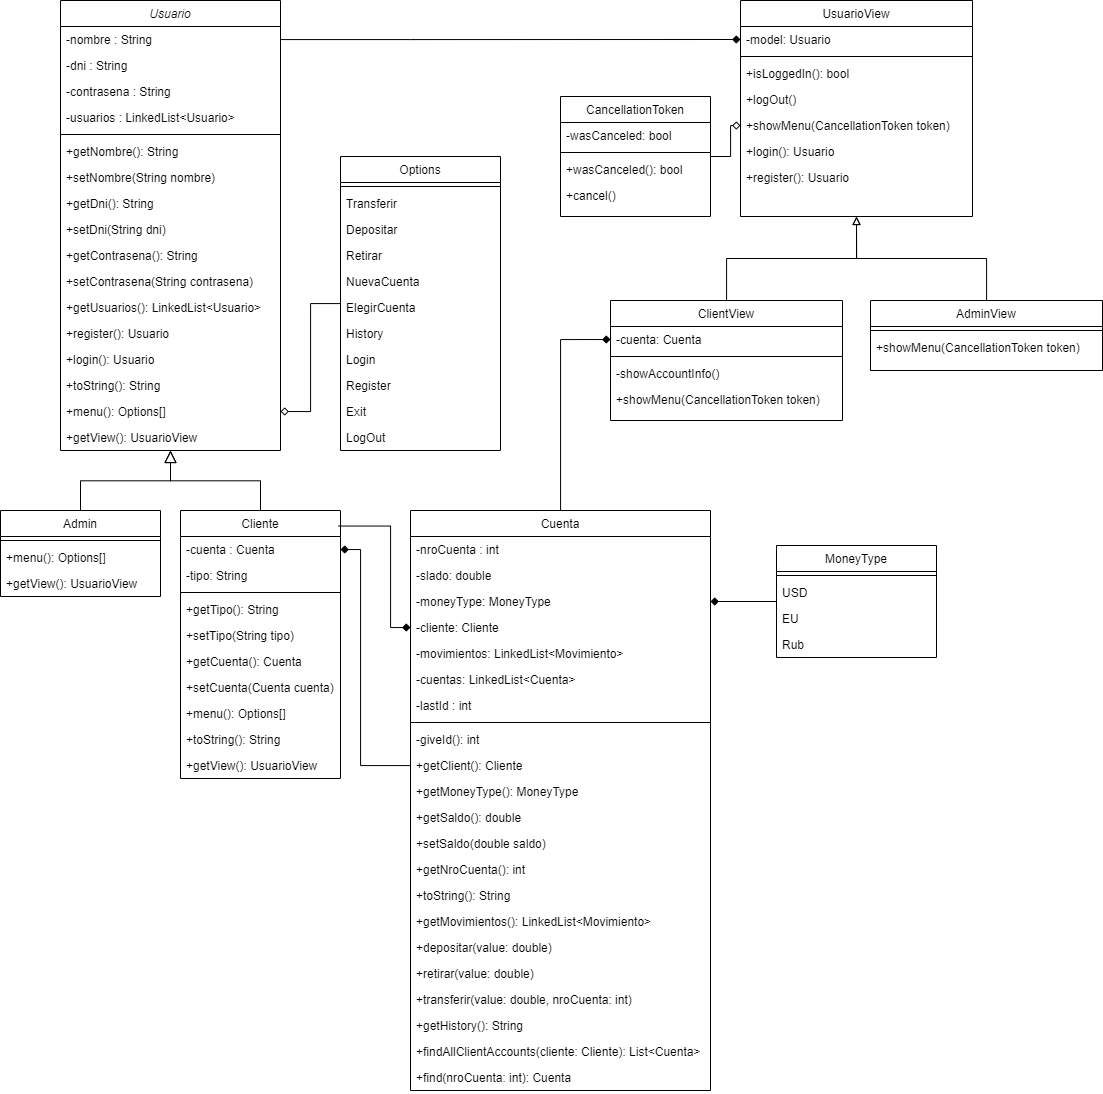 Usuario
-nombre : String
-dni : String
-contrasena : String
-usuarios : LinkedList<Usuario>
+getNombre(): String
+setNombre(String nombre)
+getDni(): String
+setDni(String dni)
+getContrasena(): String
+setContrasena(String contrasena)
+getUsuarios(): LinkedList<Usuario>
+register(): Usuario
+login(): Usuario
+toString(): String
+menu(): Options[]
+getView(): UsuarioView
Options
Transferir
Depositar
Retirar
NuevaCuenta
ElegirCuenta
History
Login
Register
Exit
LogOut
CancellationToken
-wasCanceled: bool
+wasCanceled(): bool
+cancel()
UsuarioView
-model: Usuario
+isLoggedIn(): bool
+logOut()
+showMenu(CancellationToken token)
+login(): Usuario
+register(): Usuario
ClientView
-cuenta: Cuenta
-showAccountInfo()
+showMenu(CancellationToken token)
AdminView
+showMenu(CancellationToken token)
Admin
+menu(): Options[]
+getView(): UsuarioView
Cliente
-cuenta : Cuenta
-tipo: String
+getTipo(): String
+setTipo(String tipo)
+getCuenta(): Cuenta
+setCuenta(Cuenta cuenta)
+menu(): Options[]
+toString(): String
+getView(): UsuarioView
Cuenta
-nroCuenta : int
-slado: double
-moneyType: MoneyType
-cliente: Cliente
-movimientos: LinkedList<Movimiento>
-cuentas: LinkedList<Cuenta>
-lastId : int
-giveId(): int
+getClient(): Cliente
+getMoneyType(): MoneyType
+getSaldo(): double
+setSaldo(double saldo)
+getNroCuenta(): int
+toString(): String
+getMovimientos(): LinkedList<Movimiento>
+depositar(value: double)
+retirar(value: double)
+transferir(value: double, nroCuenta: int)
+getHistory(): String
+findAllClientAccounts(cliente: Cliente): List<Cuenta>
+find(nroCuenta: int): Cuenta
MoneyType
USD
EU
Rub